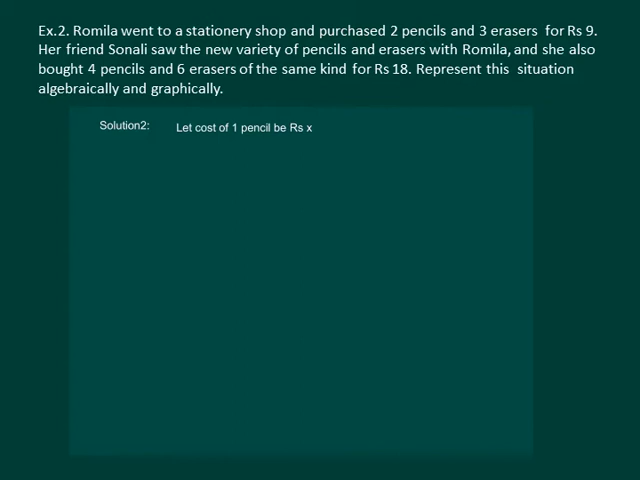 Ex.2. Romila went to a stationery shop and purchased 2 pencils and 3 erasers for Rs 9.
Her friend Sonali saw the new variety of pencils and erasers with Romila, and she also
bought 4 pencils and 6 erasers of the same kind for Rs 18. Represent this situation
algebraically and graphically.
Solution2: Let cost of 1 pencil be Rs x